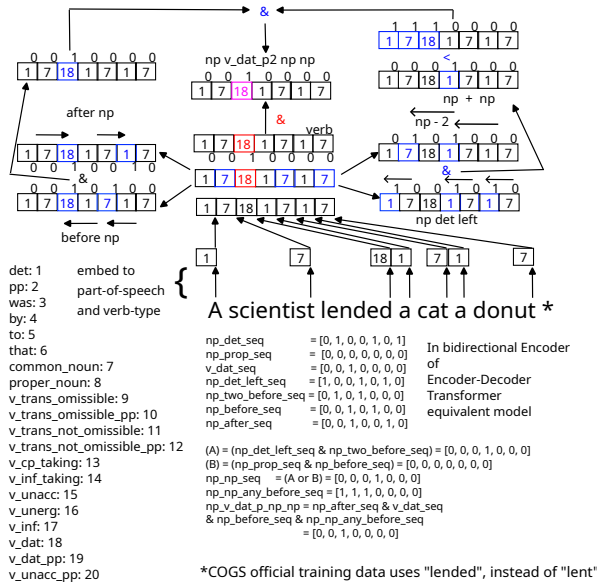 &
0 0 1 0 0 0 0
1 7 18 1 7 1 7
np v_dat_p2 np np
0 0 1 0 0 0 0
1 7 18 1 7 1 7
1 1 1 0 0 0 0
1 7 18 1 7 1 7
<
0 0 0 1 0 0 0
1 7 18 1 7 1 7
np + np
after np
&
verb
1 7 18 1 7 1 7
0 0 1 0 0 0 0
np - 2
0 1 0 1 0 0 0
1 7 18 1 7 1 7
&
1 7 18 1 7 1 7
0 0 1 0 0 1 0
&
0 0 1 0 1 0 0
1 7 18 1 7 1 7
before np
1 7 18 1 7 1 7
1 7 18 1 7 1 7
1 0 0 1 0 1 0
1 7 18 1 7 1 7
np det left
1 7 18 1 7 1 7
A scientist lended a cat a donut *
embed to
part-of-speech
and verb-type
{
det: 1
pp: 2
was: 3
by: 4
to: 5
that: 6
common_noun: 7
proper_noun: 8
v_trans_omissible: 9
v_trans_omissible_pp: 10
v_trans_not_omissible: 11
v_trans_not_omissible_pp: 12
v_cp_taking: 13
v_inf_taking: 14
v_unacc: 15
v_unerg: 16
v_inf: 17
v_dat: 18
v_dat_pp: 19
v_unacc_pp: 20
np_det_seq = [0, 1, 0, 0, 1, 0, 1]
np_prop_seq = [0, 0, 0, 0, 0, 0, 0]
v_dat_seq = [0, 0, 1, 0, 0, 0, 0]
np_det_left_seq = [1, 0, 0, 1, 0, 1, 0]
np_two_before_seq = [0, 1, 0, 1, 0, 0, 0]
np_before_seq = [0, 0, 1, 0, 1, 0, 0]
np_after_seq = [0, 0, 1, 0, 0, 1, 0]
In bidirectional Encoder
of
Encoder-Decoder
Transformer
equivalent model
(A) = (np_det_left_seq & np_two_before_seq) = [0, 0, 0, 1, 0, 0, 0]
(B) = (np_prop_seq & np_before_seq) = [0, 0, 0, 0, 0, 0, 0]
np_np_seq = (A or B) = [0, 0, 0, 1, 0, 0, 0]
np_np_any_before_seq = [1, 1, 1, 0, 0, 0, 0]
np_v_dat_p_np_np = np_after_seq & v_dat_seq
& np_before_seq & np_np_any_before_seq
= [0, 0, 1, 0, 0, 0, 0]
*COGS official training data uses "lended", instead of "lent"